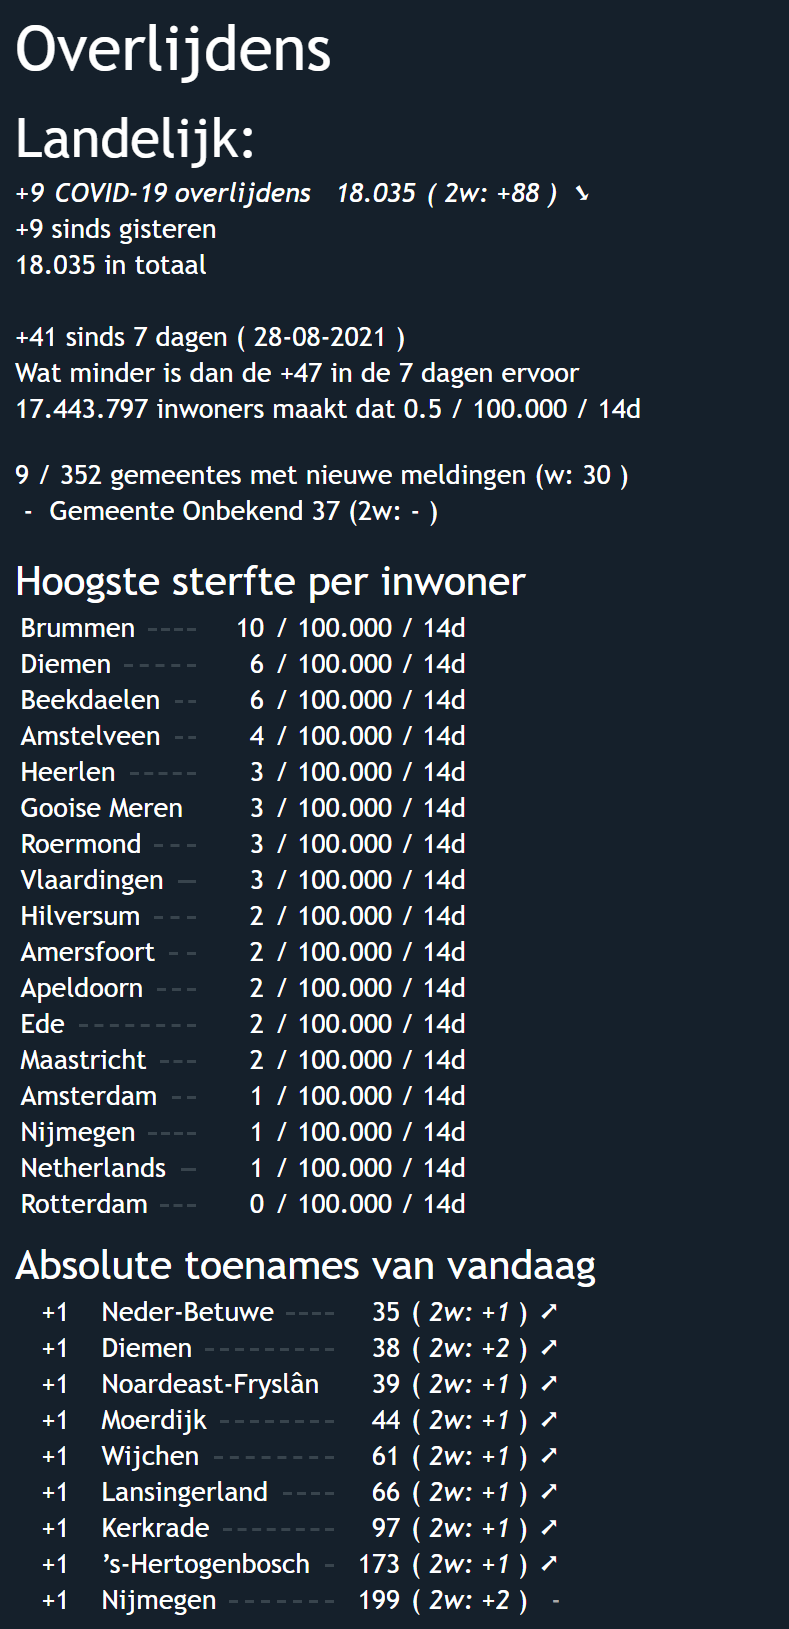 Overlijdens
Landelijk:
+9 COVID-19 overlijdens 18.035 ( 2w: +88 ) ➘
+9 sinds gisteren
18.035 in totaal
+41 sinds 7 dagen ( 28-08-2021 )
Wat minder is dan de +47 in de 7 dagen ervoor
17.443.797 inwoners maakt dat 0.5 / 100.000 / 14d
9 / 352 gemeentes met nieuwe meldingen (w: 30 )
- Gemeente Onbekend 37 (2w: - )
Hoogste sterfte per inwoner
Brummen ---- 10 / 100.000 / 14d
Diemen ----- 6 / 100.000 / 14d
Beekdaelen -- 6 / 100.000 / 14d
Amstelveen -- 4 / 100.000 / 14d
Heerlen ----- 3 / 100.000 / 14d
Gooise Meren 3 / 100.000 / 14d
Roermond --- 3 / 100.000 / 14d
Vlaardingen — 3 / 100.000 / 14d
Hilversum --- 2 / 100.000 / 14d
Amersfoort -- 2 / 100.000 / 14d
Apeldoorn --- 2 / 100.000 / 14d
Ede -------- 2 / 100.000 / 14d
Maastricht --- 2 / 100.000 / 14d
Amsterdam -- 1 / 100.000 / 14d
Nijmegen ---- 1 / 100.000 / 14d
Netherlands — 1 / 100.000 / 14d
Rotterdam --- 0 / 100.000 / 14d
Absolute toenames van vandaag
+1 Neder-Betuwe ---- 35 ( 2w: +1 ) ➚
+1 Diemen --------- 38 ( 2w: +2 ) ➚
+1 Noardeast-Fryslân 39 ( 2w: +1 ) ➚
+1 Moerdijk -------- 44 ( 2w: +1 ) ➚
+1 Wijchen -------- 61 ( 2w: +1 ) ➚
+1 Lansingerland ---- 66 ( 2w: +1 ) ➚
+1 Kerkrade -------- 97 ( 2w: +1 ) ➚
+1 ’s-Hertogenbosch - 173 ( 2w: +1 ) ➚
+1 Nijmegen ------- 199 ( 2w: +2 ) -